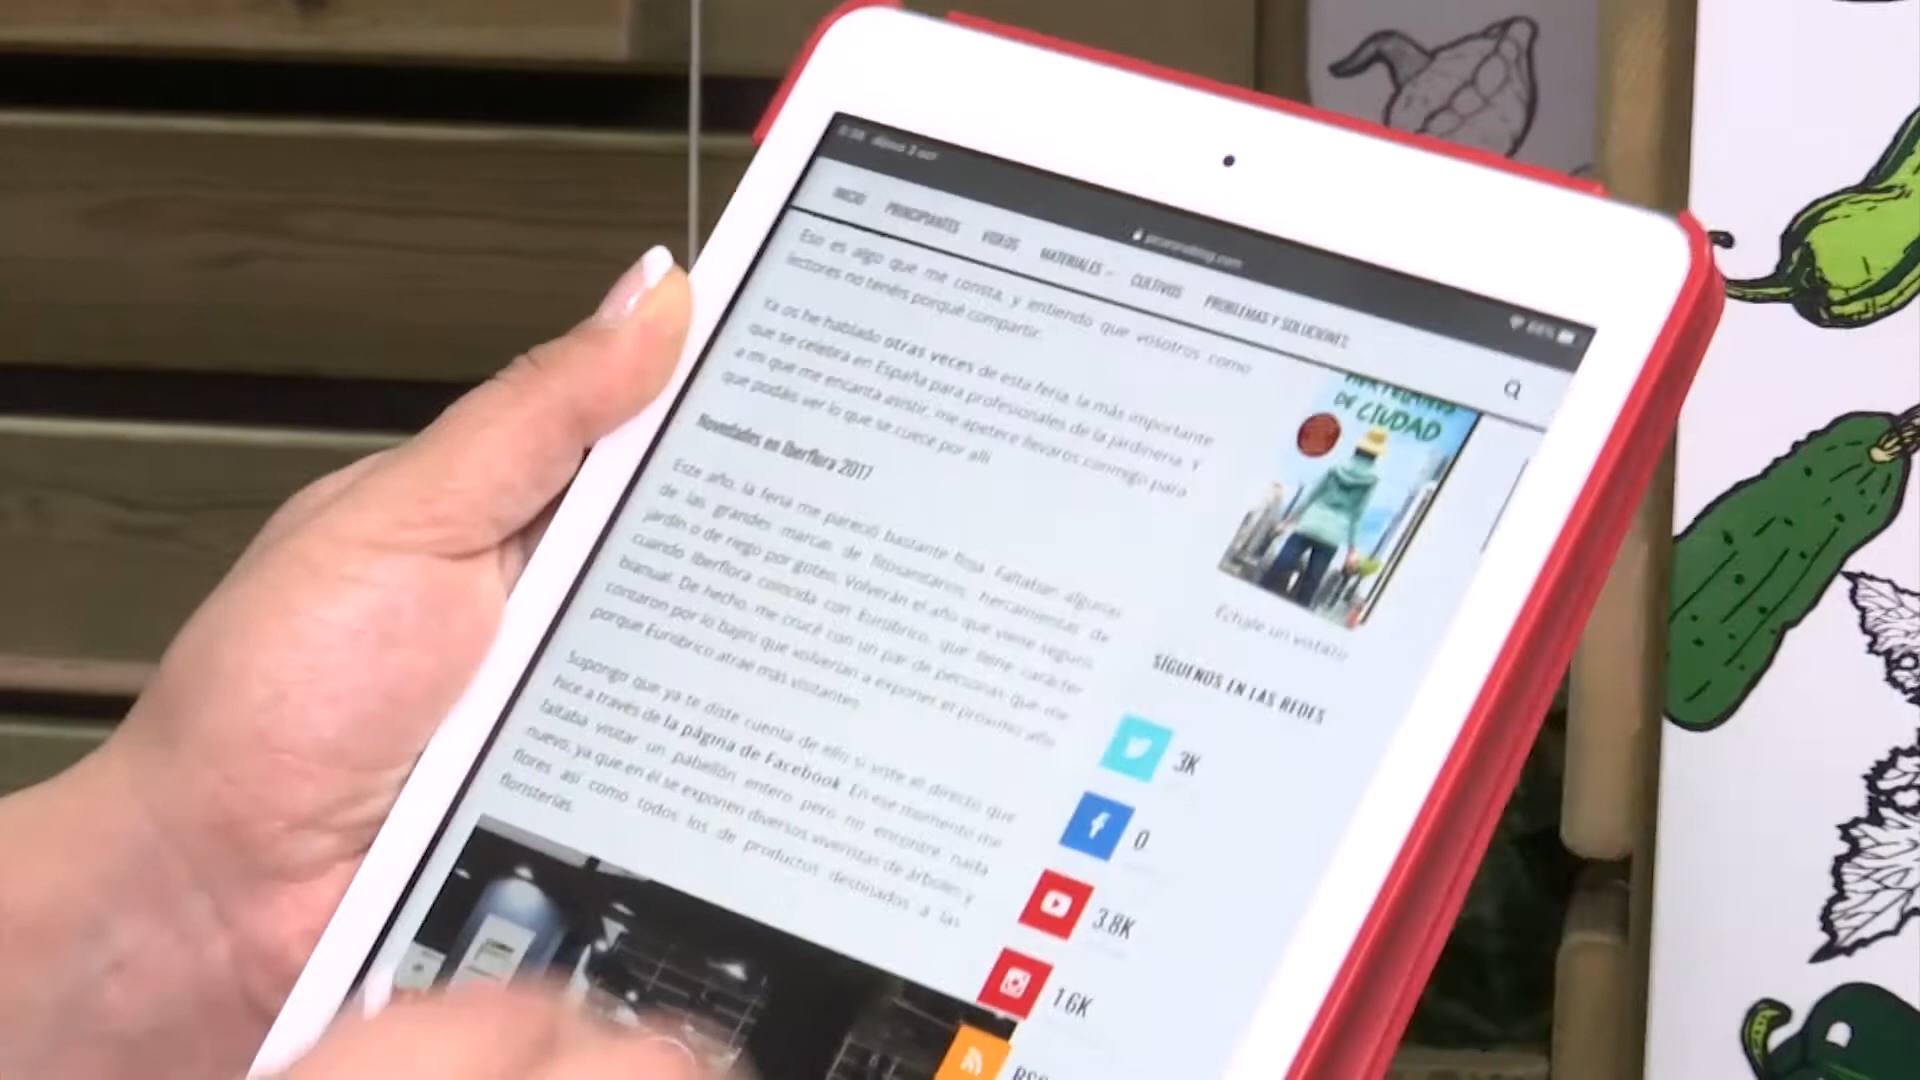 INICIO PRINCIPIANTES VIDEOS MATERIALES CULTIVOS PROBLEMAS Y SOLUCIONES
Eso es algo que me consta, y entiendo que vosotros como
lectores no tenéis porqué compartir.
Ya os he hablado otras veces de esta feria, la más importante
que se celebra en España para profesionales de la jardinería. Y
a mi que me encanta asistir, me apetece llevaros conmigo para
que podáis ver lo que se cuece por allí.
Novedades en Iberflora 2017
Este año, la feria me pareció bastante floja. Faltaban algunas
de las grandes marcas de fitosanitarios, herramientas de
jardín o de riego por goteo. Volverán el año que viene seguro
cuando Iberflora coincida con Eurobrico, que tiene carácter
bianual. De hecho, me crucé con un par de personas que me
contaron por lo bajini que volverían a exponer el próximo año
porque Eurobrico atrae más visitantes.
Supongo que ya te diste cuenta de ello si viste el directo que
hice a través de la página de Facebook. En ese momento me
faltaba visitar un pabellón entero pero no encontré nada
nuevo, ya que en él se exponen diversos viveristas de árboles y
flores así como todos los de productos destinados a las
floristerías.
DE CIUDAD
Échale un vistazo
SÍGUENOS EN LAS REDES
3K
0
3.8K
1.6K
RSS